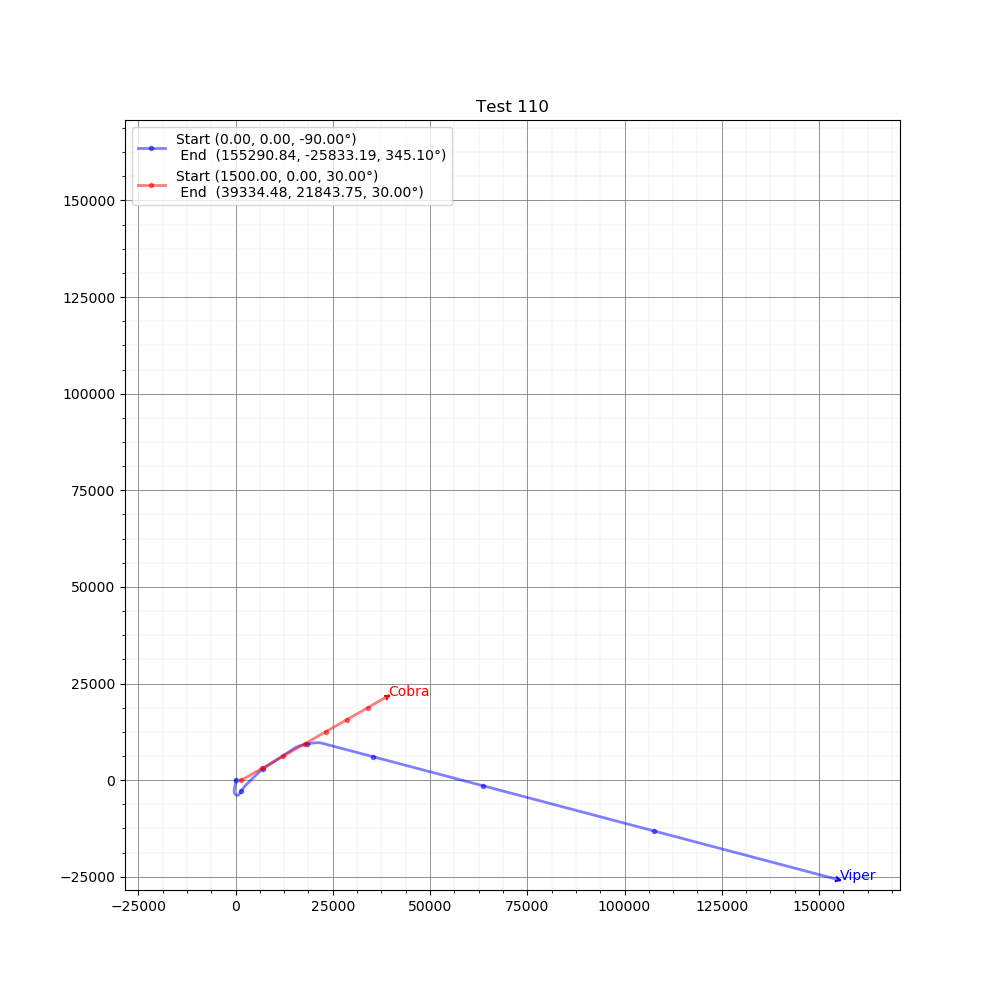 Test 110
Start (0.00, 0.00, -90.00°)
End (155290.84, -25833.19, 345.10°)
Start (1500.00, 0.00, 30.00°)
End (39334.48, 21843.75, 30.00°)
150000
125000
100000
75000
50000
25000
0
−25000
Cobra
Viper
−25000 0 25000 50000 75000 100000 125000 150000